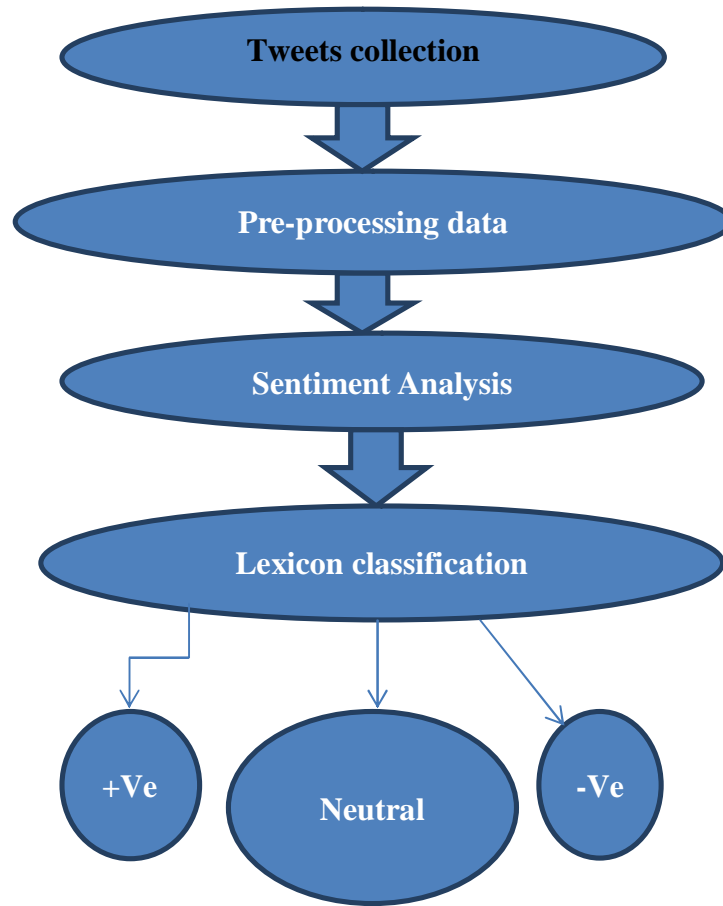 Tweets collection
Pre-processing data
Sentiment Analysis
Lexicon classification
+Ve
Neutral
-Ve